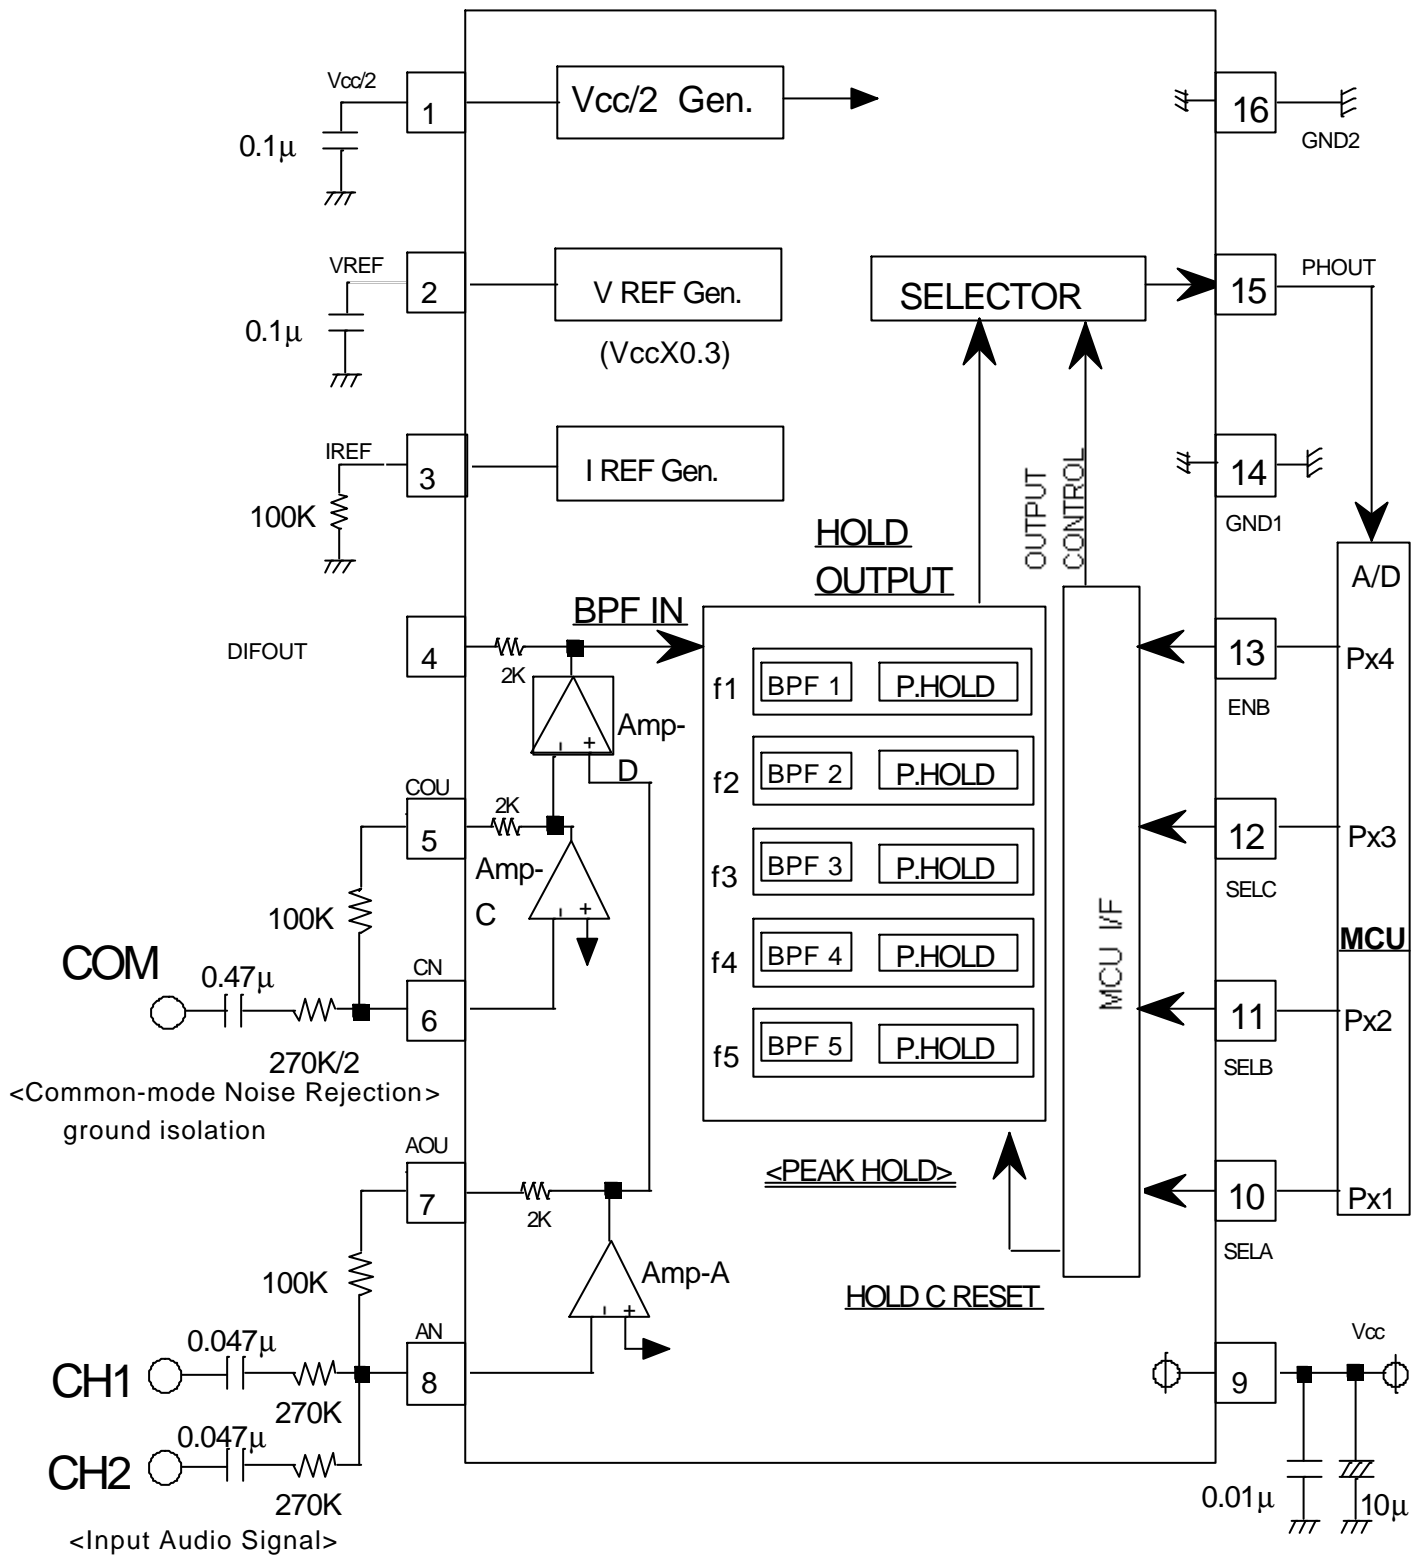 Vcc/2
1
Vcc/2 Gen.
16
GND2
0.1µ
VREF
2
V REF Gen.
(VccX0.3)
0.1µ
SELECTOR
15
PHOUT
IREF
3
I REF Gen.
100K
OUTPUT
CONTROL
14
GND1
HOLD
OUTPUT
A/D
DIFOUT
4
2K
BPF IN
Amp-
D
13
ENB
Px4
f1
BPF 1
P.HOLD
f2
BPF 2
P.HOLD
f3
BPF 3
P.HOLD
f4
BPF 4
P.HOLD
f5
BPF 5
P.HOLD
MCU I/F
COU
5
2K
Amp-
C
100K
12
SELC
Px3
MCU
COM
0.47µ
270K/2
CN
6
11
SELB
Px2
<Common-mode Noise Rejection>
ground isolation
AOU
7
2K
<PEAK HOLD>
10
SELA
Px1
100K
Amp-A
HOLD C RESET
CH1
0.047µ
270K
AN
8
9
Vcc
CH2
0.047µ
270K
0.01µ
10µ
<Input Audio Signal>